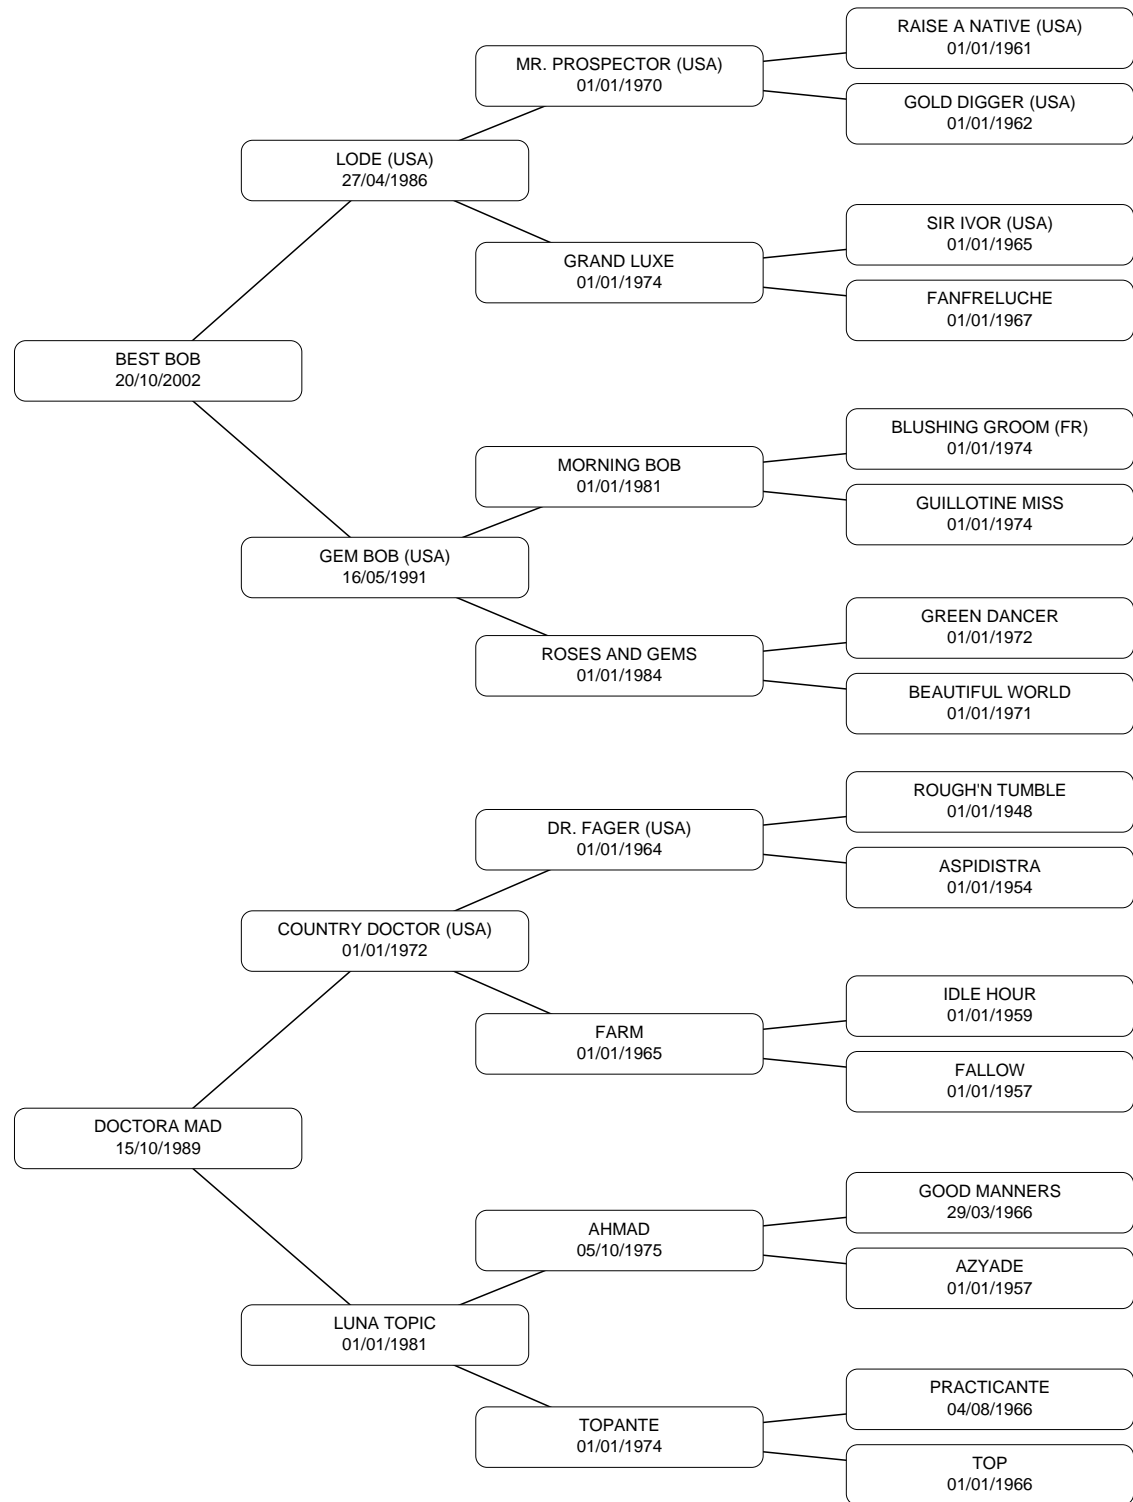 RAISE A NATIVE (USA)
01/01/1961
MR. PROSPECTOR (USA)
01/01/1970
GOLD DIGGER (USA)
01/01/1962
LODE (USA)
27/04/1986
SIR IVOR (USA)
01/01/1965
GRAND LUXE
01/01/1974
FANFRELUCHE
01/01/1967
BEST BOB
20/10/2002
BLUSHING GROOM (FR)
01/01/1974
MORNING BOB
01/01/1981
GUILLOTINE MISS
01/01/1974
GEM BOB (USA)
16/05/1991
GREEN DANCER
01/01/1972
ROSES AND GEMS
01/01/1984
BEAUTIFUL WORLD
01/01/1971
ROUGH'N TUMBLE
01/01/1948
DR. FAGER (USA)
01/01/1964
ASPIDISTRA
01/01/1954
COUNTRY DOCTOR (USA)
01/01/1972
IDLE HOUR
01/01/1959
FARM
01/01/1965
FALLOW
01/01/1957
DOCTORA MAD
15/10/1989
GOOD MANNERS
29/03/1966
AHMAD
05/10/1975
AZYADE
01/01/1957
LUNA TOPIC
01/01/1981
PRACTICANTE
04/08/1966
TOPANTE
01/01/1974
TOP
01/01/1966